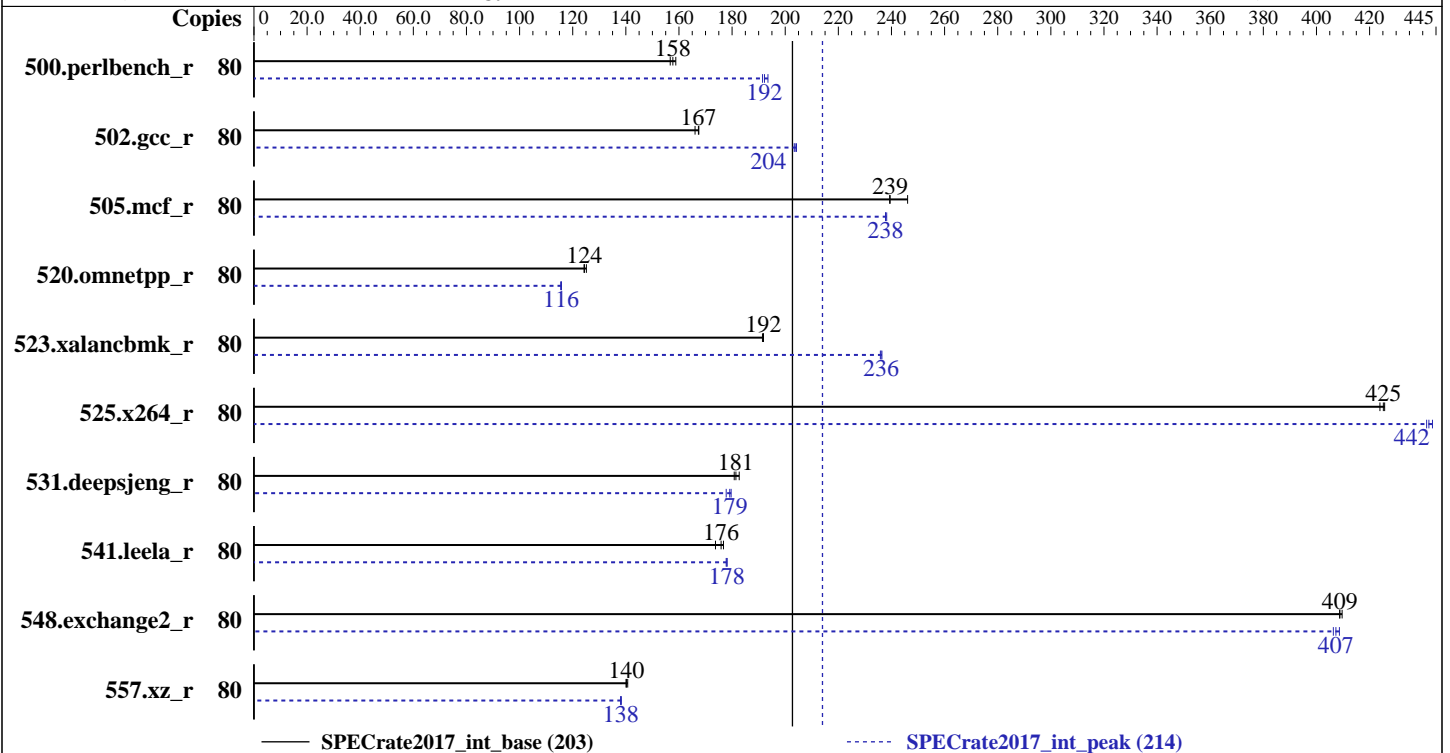 Copies 0 20.0 40.0 60.0 80.0 100 120 140 160 180 200 220 240 260 280 300 320 340 360 380 400 420 445
158
500.perlbench_r 80
192
167
502.gcc_r 80
204
239
505.mcf_r 80
238
124
520.omnetpp_r 80
116
192
523.xalancbmk_r 80
236
425
525.x264_r 80
442
181
531.deepsjeng_r 80
179
176
541.leela_r 80
178
409
548.exchange2_r 80
407
140
557.xz_r 80
138
SPECrate2017_int_base (203) SPECrate2017_int_peak (214)